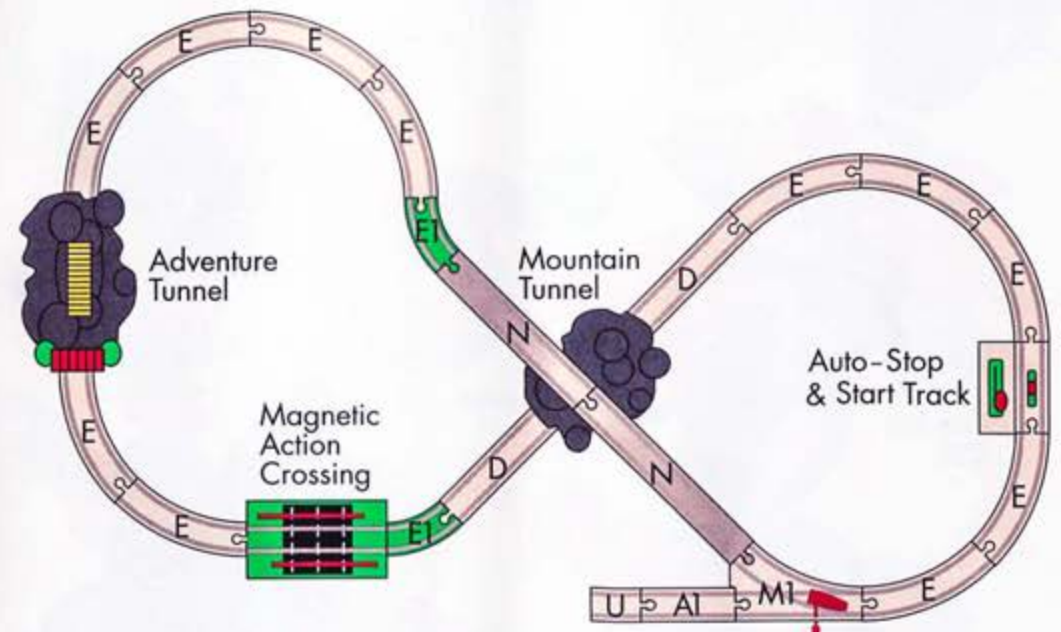 E
E
E
E
E1
Adventure
Tunnel
Mountain
Tunnel
N
D
E
E
E
Auto-Stop
& Start Track
E
Magnetic
Action
Crossing
E
E1
D
N
E
E
M1
A1
U